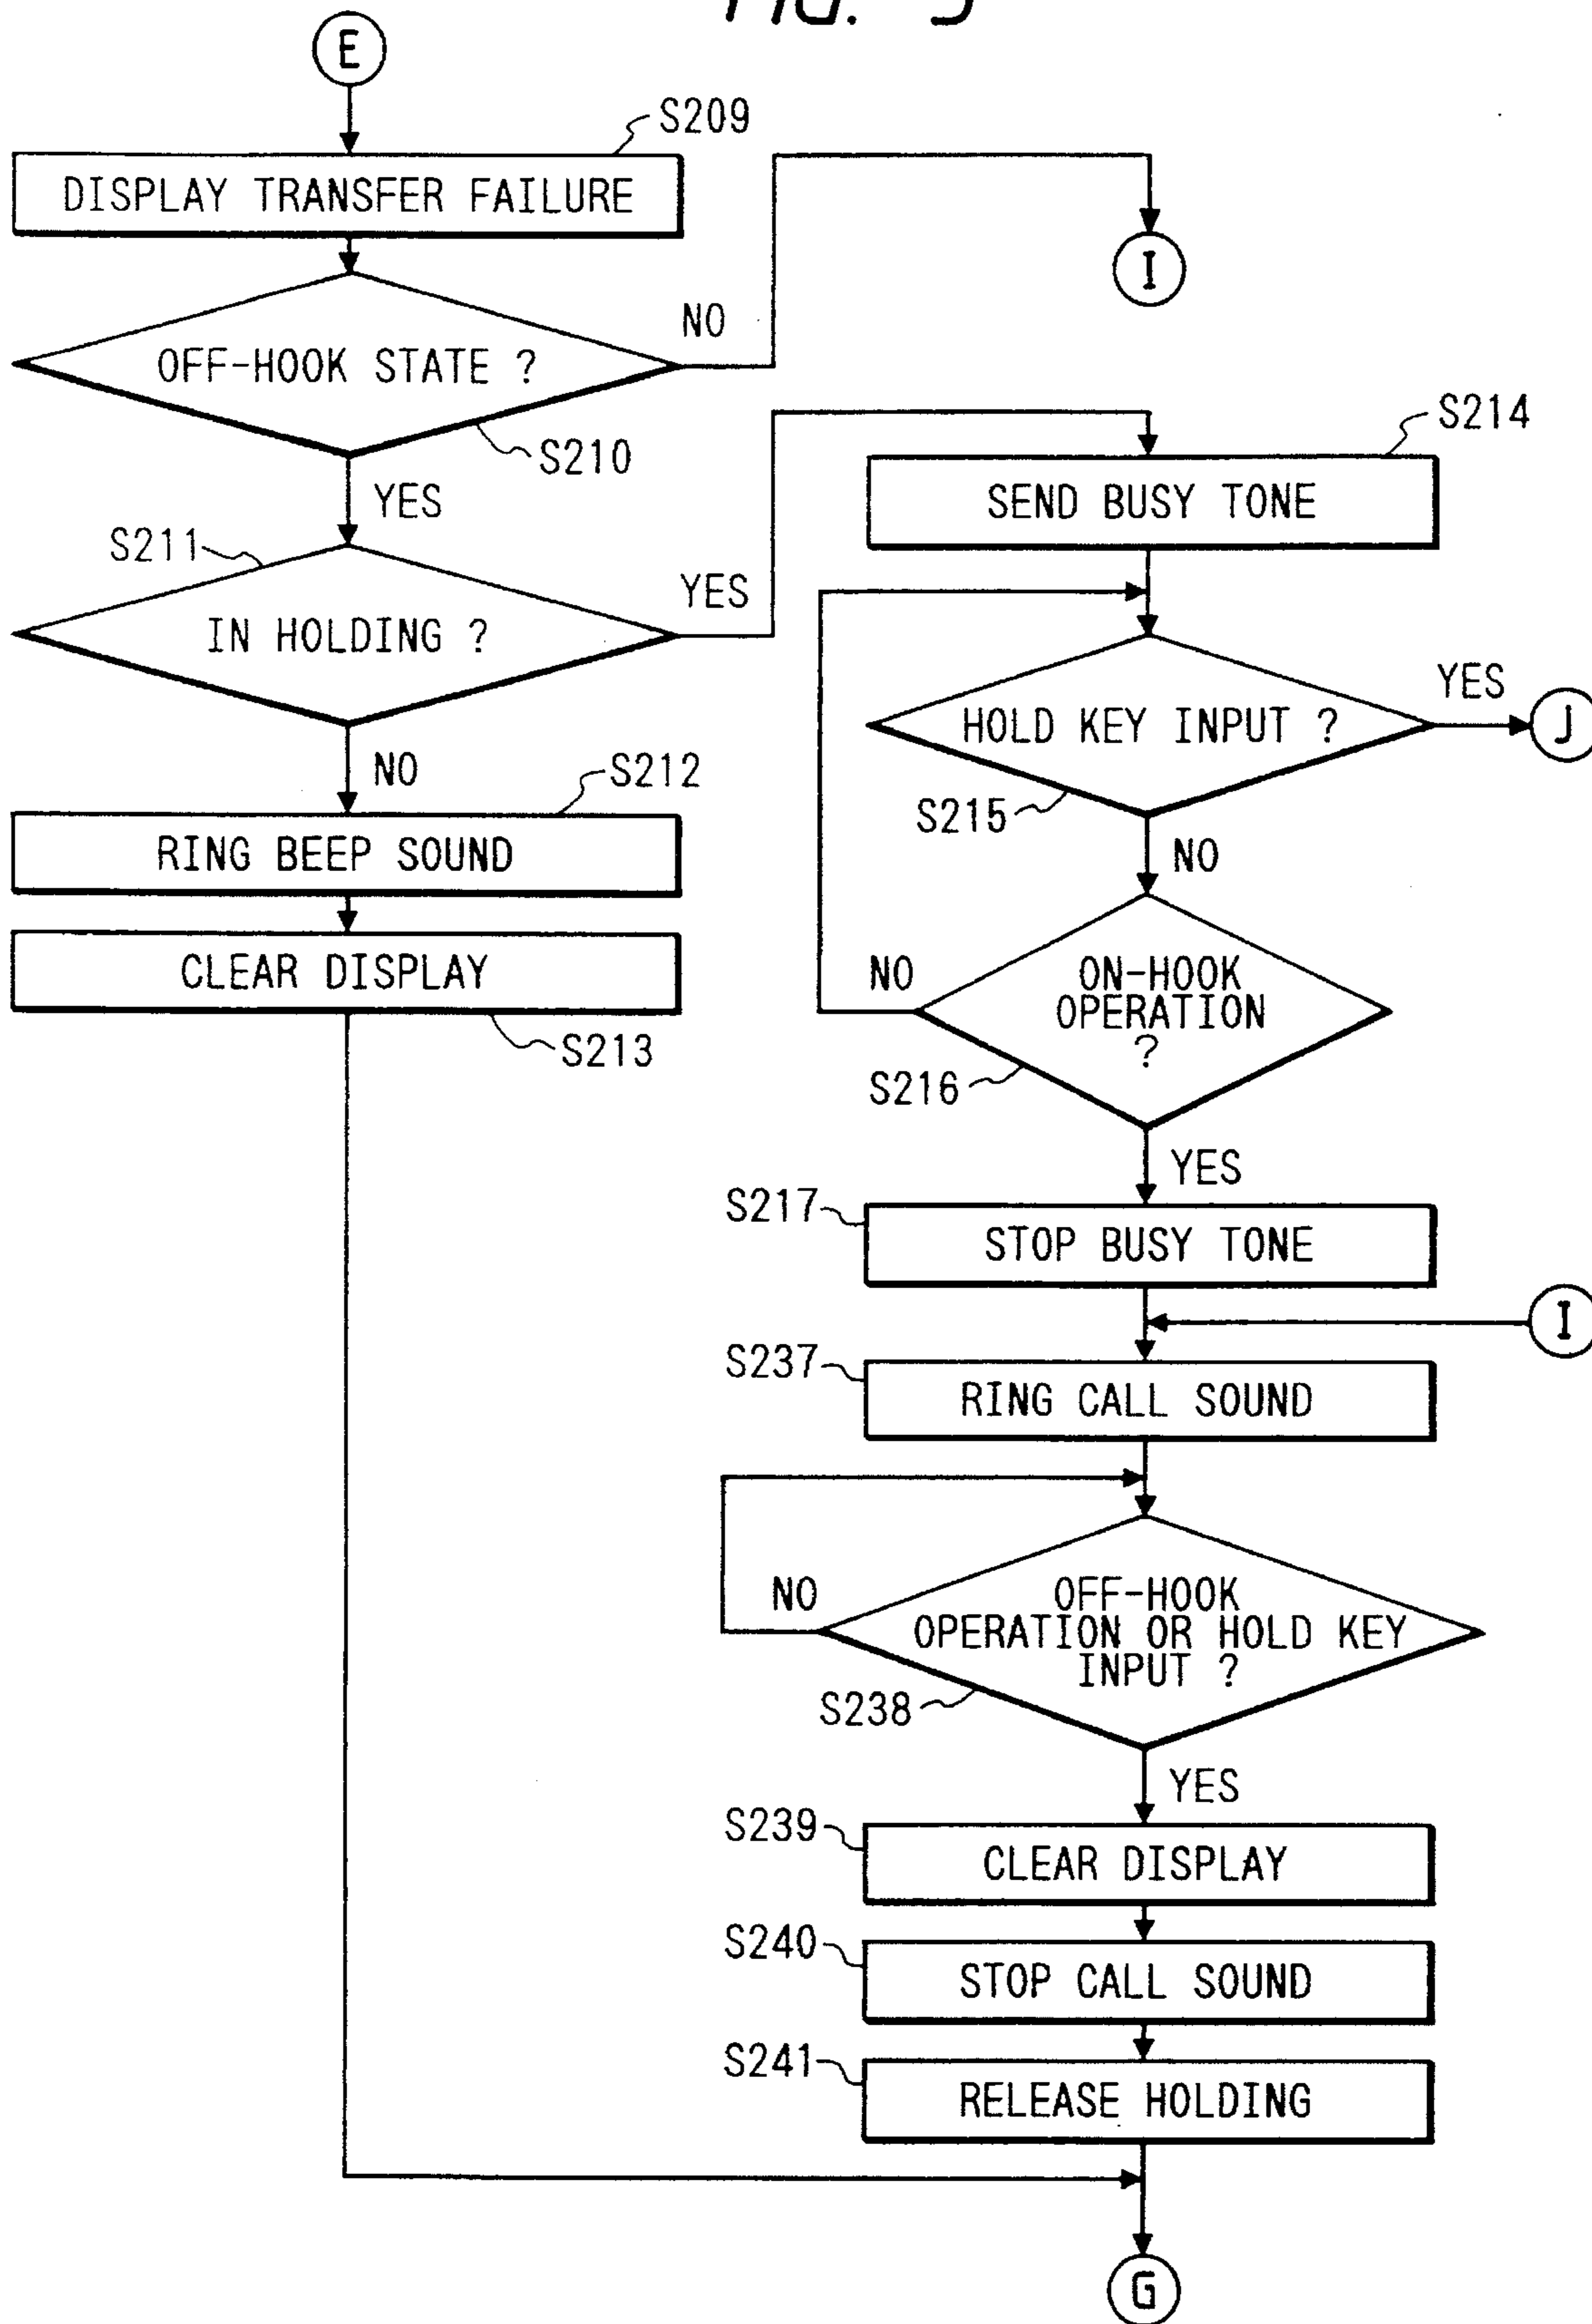 FIG.
E
S209
DISPLAY TRANSFER FAILURE
I
NO
OFF-HOOK STATE ?
S210
YES
S214
SEND BUSY TONE
S211
IN HOLDING ?
YES
HOLD KEY INPUT ?
YES
J
S215
NO
NO
S212
RING BEEP SOUND
CLEAR DISPLAY
S213
ON-HOOK
OPERATION
?
NO
S216
YES
S217
STOP BUSY TONE
I
S237
RING CALL SOUND
NO
OFF-HOOK
OPERATION OR HOLD KEY
INPUT ?
S238
YES
S239
CLEAR DISPLAY
S240
STOP CALL SOUND
S241
RELEASE HOLDING
G